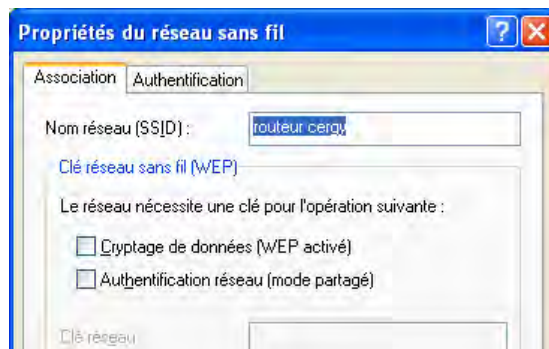 Propriétés du réseau sans fil
Association Authentification
Nom réseau (SSID) : routeur cergy
Clé réseau sans fil (WEP)
Le réseau nécessite une clé pour l'opération suivante :
Cryptage de données (WEP activé)
Authentification réseau (mode partagé)
Clé réseau